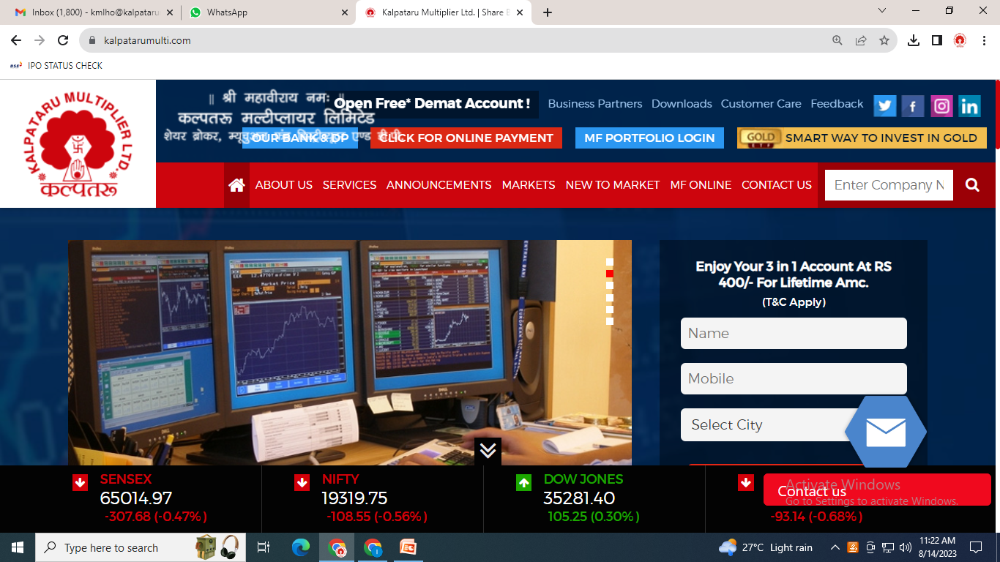 Inbox (1,800) - kmlho@kalpataru
WhatsApp
Kalpataru Multiplier Ltd. | Share B
kalpatarumulti.com
BSE IPO STATUS CHECK
KALPATARU MULTIPLIER LTD.
कल्पतरु
|| श्री महावीराय नमः ||
कल्पतरू मल्टीप्लायर लिमिटेड
शेयर ब्रोकर, म्यूचुअल फंड डिस्ट्रीब्यूटर एण्ड डी.पी.
Open Free* Demat Account !
Business Partners Downloads Customer Care Feedback
OUR BANK & DP
CLICK FOR ONLINE PAYMENT
MF PORTFOLIO LOGIN
GOLD SMART WAY TO INVEST IN GOLD
ABOUT US SERVICES ANNOUNCEMENTS MARKETS NEW TO MARKET MF ONLINE CONTACT US
Enter Company N
Market Price
DELL
DELL
Enjoy Your 3 in 1 Account At RS
400/- For Lifetime Amc.
(T&C Apply)
Name
Mobile
Select City
SENSEX
65014.97
-307.68 (-0.47% )
NIFTY
19319.75
-108.55 (-0.56% )
DOW JONES
35281.40
105.25 (0.30% )
Contact us
-93.14 (-0.68% )
Activate Windows
Go to Settings to activate Windows.
Type here to search
27°C Light rain
11:22 AM
8/14/2023